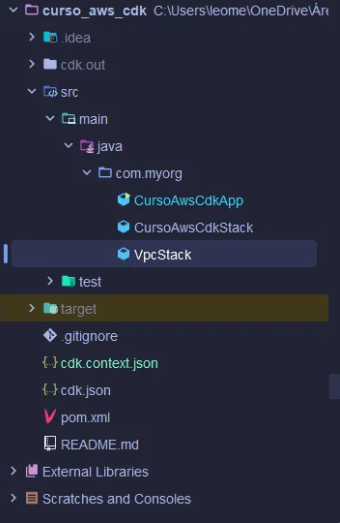 curso_aws_cdk C:\Users\leome\OneDrive\Áre
.idea
cdk.out
src
main
java
com.myorg
CursoAwsCdkApp
CursoAwsCdkStack
VpcStack
test
target
.gitignore
cdk.context.json
cdk.json
pom.xml
README.md
External Libraries
Scratches and Consoles